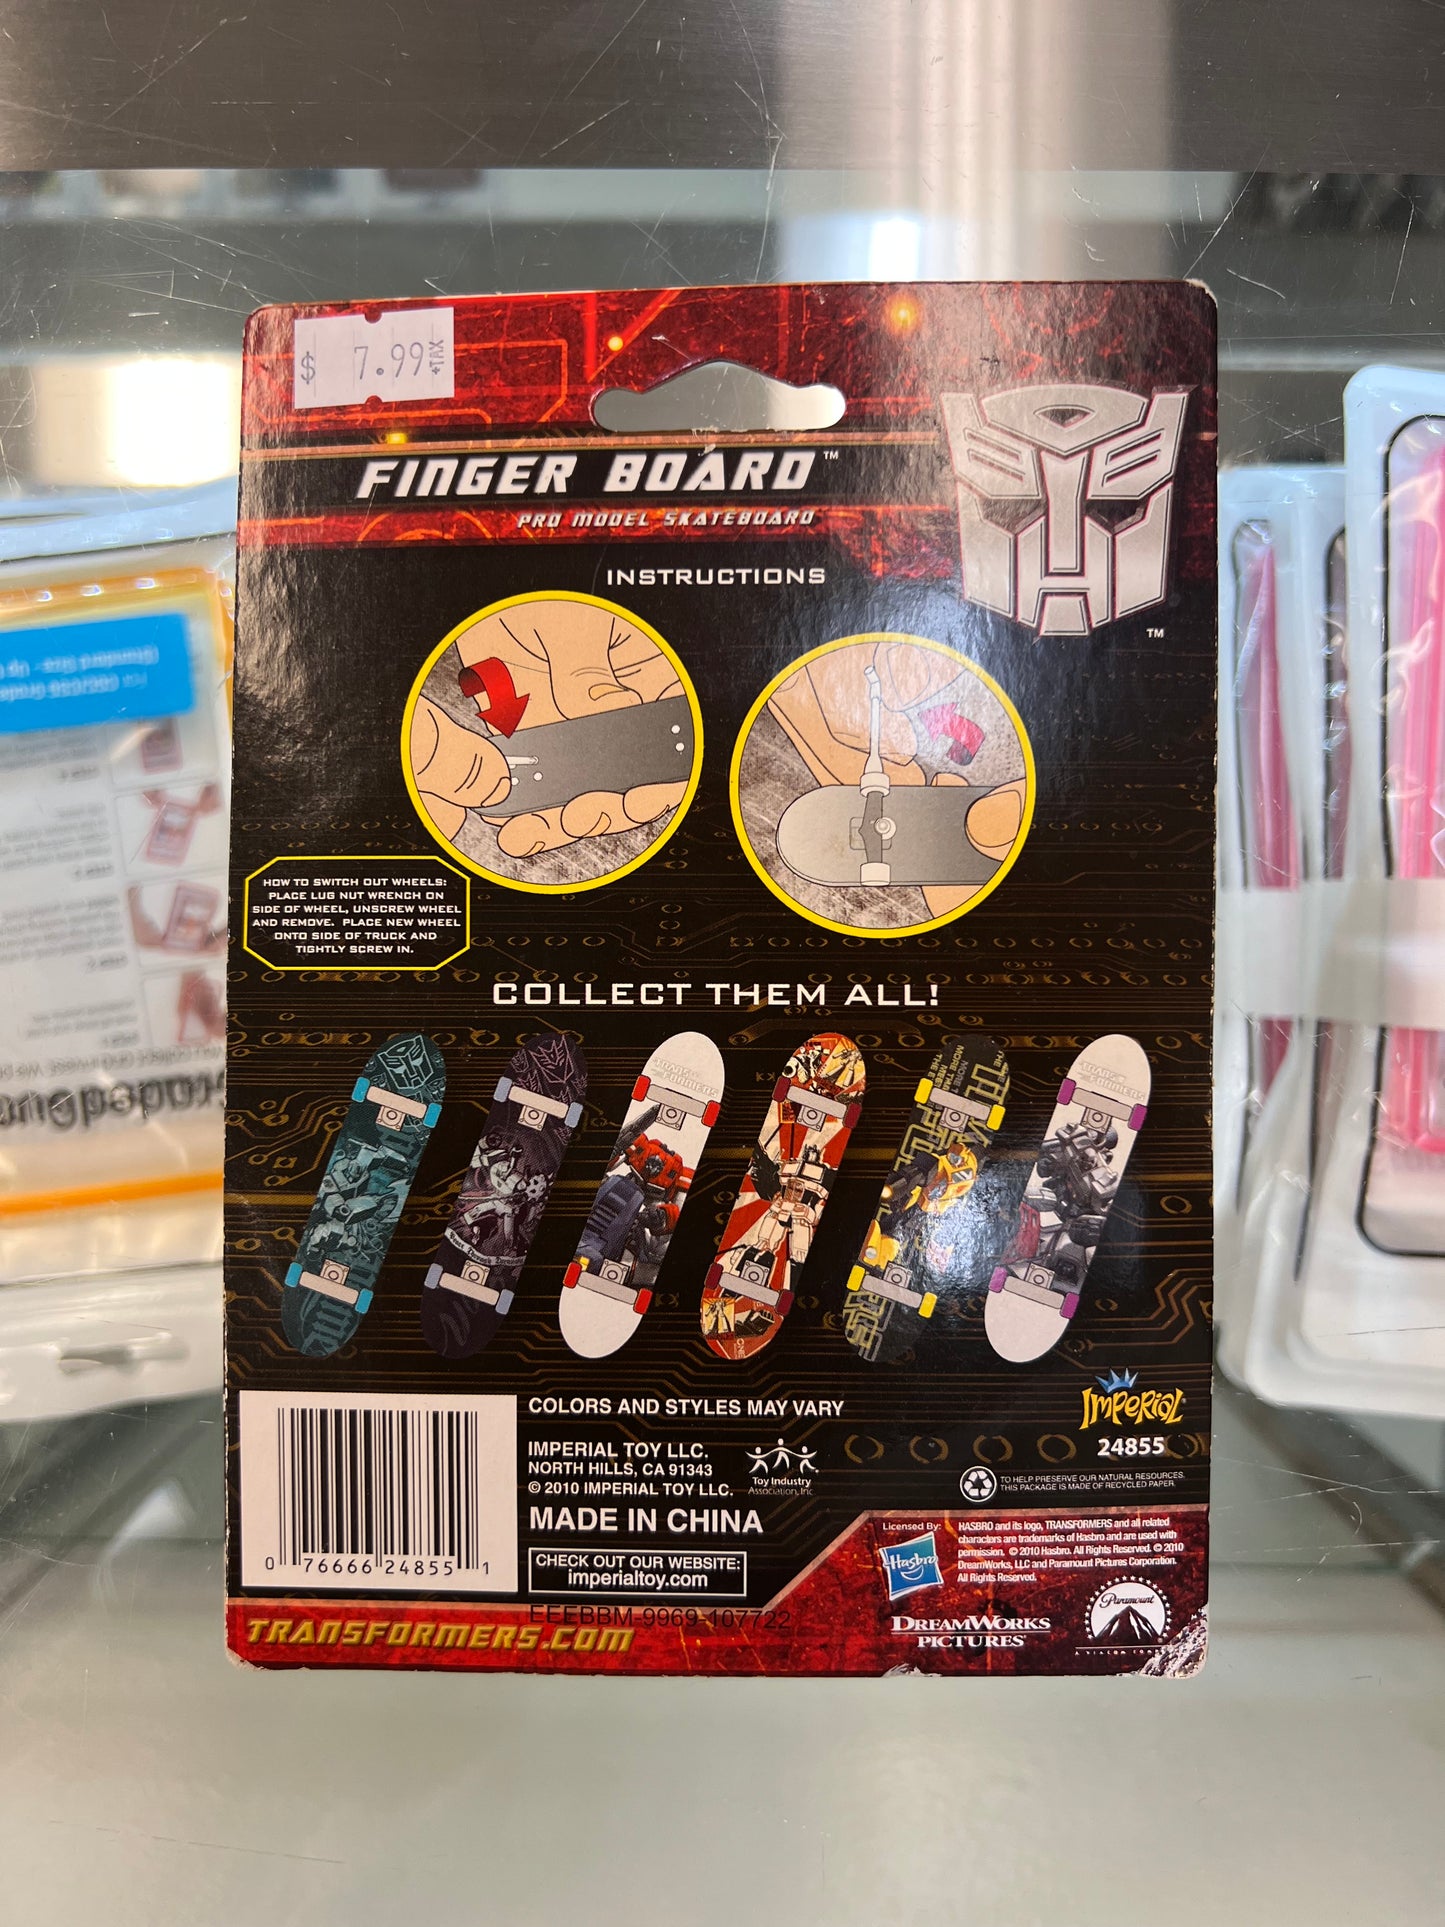 $ 7.99 +TAX
FINGER BOARD™
PRO MODEL SKATEBOARD
TM
INSTRUCTIONS
HOW TO SWITCH OUT WHEELS:
PLACE LUG NUT WRENCH ON
SIDE OF WHEEL, UNSCREW WHEEL
AND REMOVE. PLACE NEW WHEEL
ONTO SIDE OF TRUCK AND
TIGHTLY SCREW IN.
COLLECT THEM ALL!
TRANSFORMERS
TRANSFORMERS
COLORS AND STYLES MAY VARY
IMPERIAL TOY LLC.
NORTH HILLS, CA 91343
© 2010 IMPERIAL TOY LLC.
MADE IN CHINA
CHECK OUT OUR WEBSITE:
imperialtoy.com
Toy Industry
Association, Inc
IMPERIAL
24855
TO HELP PRESERVE OUR NATURAL RESOURCES.
THIS PACKAGE IS MADE OF RECYCLED PAPER.
0 76666 24855 1
EEEBBM-9969-107722
TRANSFORMERS.COM
Licensed By:
Hasbro
HASBRO and its logo, TRANSFORMERS and all related
characters are trademarks of Hasbro and are used with
permission. © 2010 Hasbro. All Rights Reserved. © 2010
DreamWorks, LLC and Paramount Pictures Corporation.
All Rights Reserved.
DREAMWORKS
PICTURES
Paramount